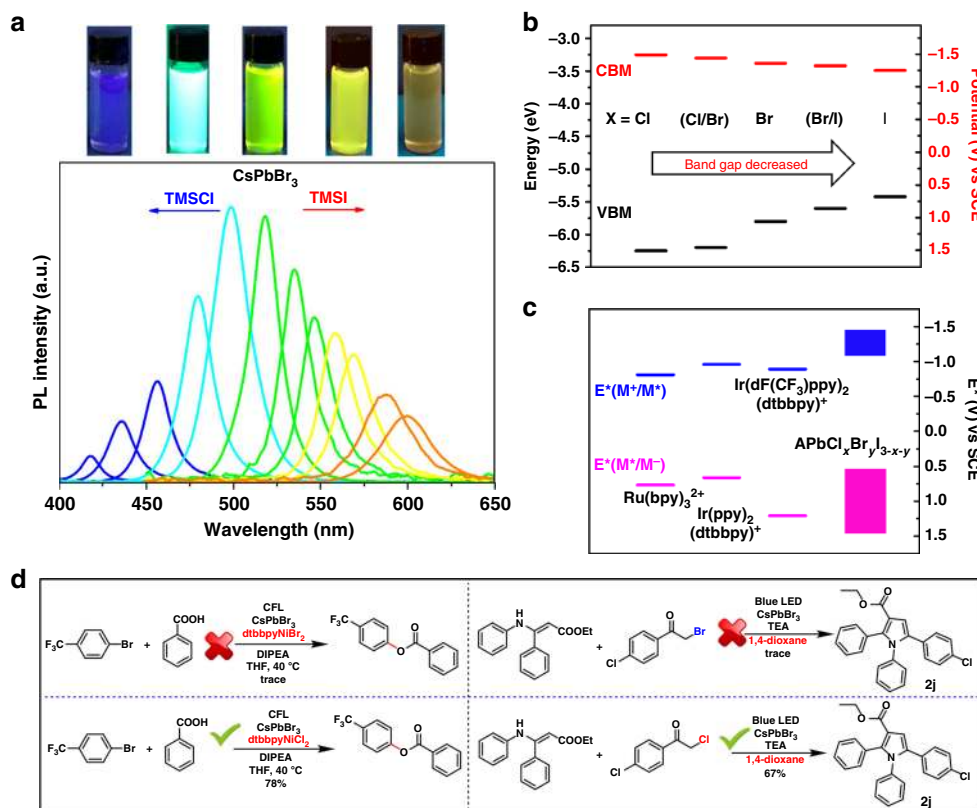 a
CsPbBr3
TMSCl
TMSI
PL intensity (a.u.)
400 450 500 550 600 650
Wavelength (nm)
b
−3.0
−3.5
−4.0
−4.5
−5.0
−5.5
−6.0
−6.5
Energy (eV)
CBM
X = Cl (Cl/Br) Br (Br/I) I
Band gap decreased
VBM
−1.5
−1.0
−0.5
0.0
0.5
1.0
1.5
Potential (V) Vs SCE
c
E*(M+/M*)
Ir(dF(CF3)ppy)2
(dtbbpy)+
APbClxBryI3-x-y
E*(M*/M−)
Ru(bpy)3 2+
Ir(ppy)2
(dtbbpy)+
−1.5
−1.0
−0.5
0.0
0.5
1.0
1.5
E* (V) Vs SCE
d
F3C
Br
+
COOH
CFL
CsPbBr3
dtbbpyNiBr2
DIPEA
THF, 40 °C
trace
F3C
O
O
H
N
COOEt
+
O
Br
Cl
Blue LED
CsPbBr3
TEA
1,4-dioxane
trace
O
O
N
Cl
2j
F3C
Br
+
COOH
CFL
CsPbBr3
dtbbpyNiCl2
DIPEA
THF, 40 °C
78%
F3C
O
O
H
N
COOEt
+
O
Cl
Cl
Blue LED
CsPbBr3
TEA
1,4-dioxane
67%
O
O
N
Cl
2j